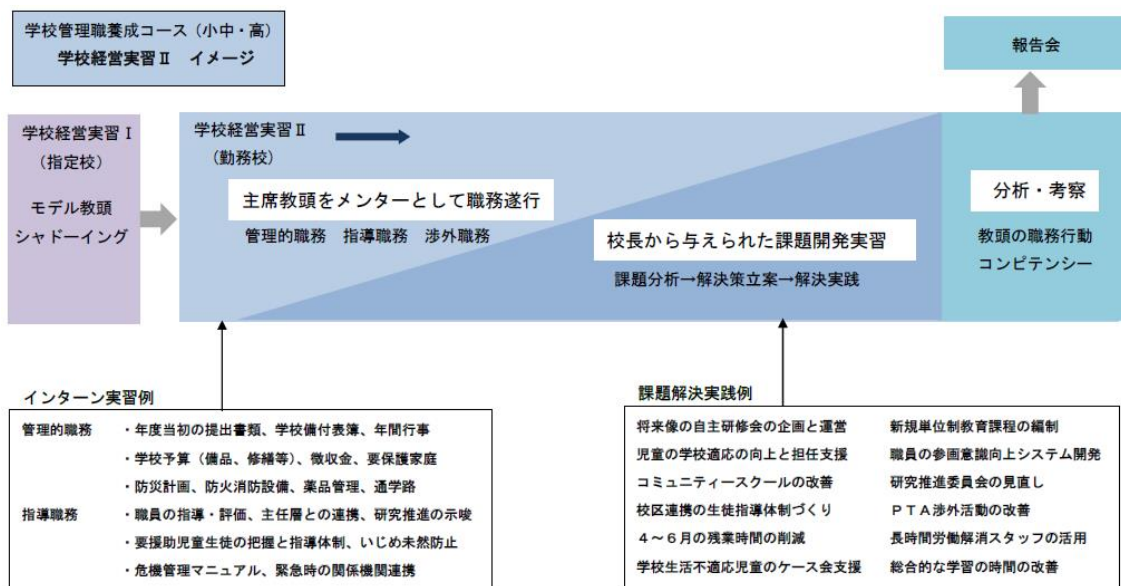 学校管理職養成コース（小中・高）
学校経営実習Ⅱ　イメージ
報告会
学校経営実習Ⅰ
（指定校）
モデル教頭
シャドーイング
学校経営実習Ⅱ
（勤務校）
主席教頭をメンターとして職務遂行
管理的職務　指導職務　渉外職務
校長から与えられた課題開発実習
課題分析→解決策立案→解決実践
分析・考察
教頭の職務行動
コンピテンシー
インターン実習例
管理的職務　・年度当初の提出書類、学校備付表簿、年間行事
・学校予算（備品、修繕等）、徴収金、要保護家庭
・防災計画、防火消防設備、薬品管理、通学路
指導職務　・職員の指導・評価、主任層との連携、研究推進の示唆
・要援助児童生徒の把握と指導体制、いじめ未然防止
・危機管理マニュアル、緊急時の関係機関連携
課題解決実践例
将来像の自主研修会の企画と運営　新規単位制教育課程の編制
児童の学校適応の向上と担任支援　職員の参画意識向上システム開発
コミュニティースクールの改善　研究推進委員会の見直し
校区連携の生徒指導体制づくり　ＰＴＡ渉外活動の改善
４～６月の残業時間の削減　長時間労働解消スタッフの活用
学校生活不適応児童のケース会支援　総合的な学習の時間の改善